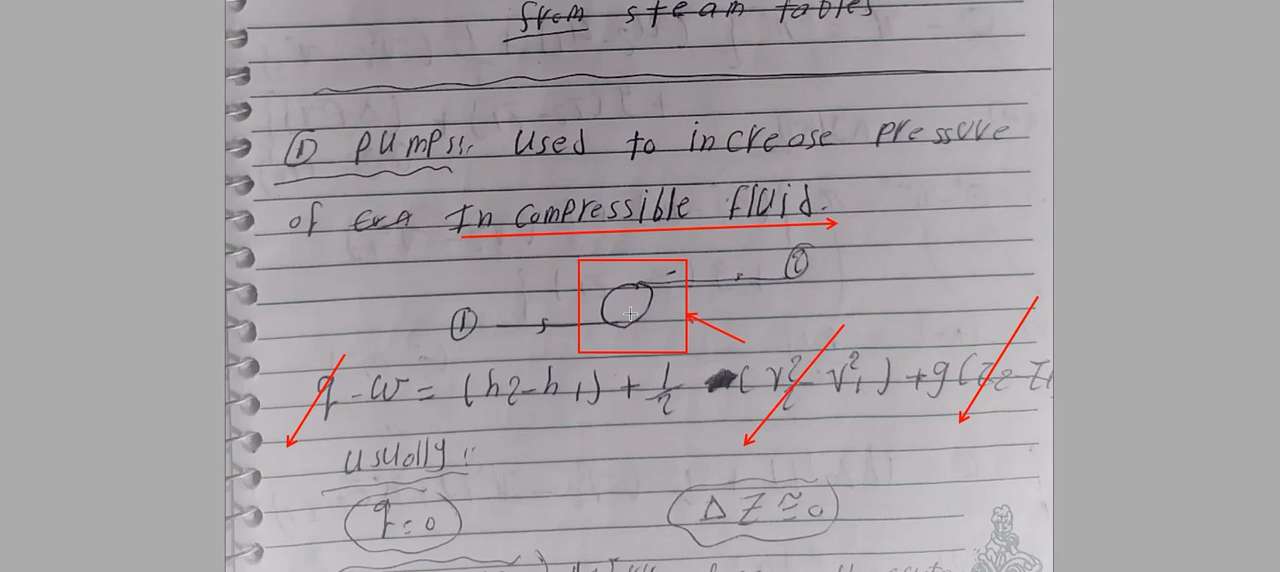 from steam tables
① pumps:. used to increase pressure
of In compressible fluid.
②
①
q - w = (h2 - h1) + 1/2 (V2² - V1²) + g(Z2 - Z1
usually:
q = 0 ΔZ ≅ 0